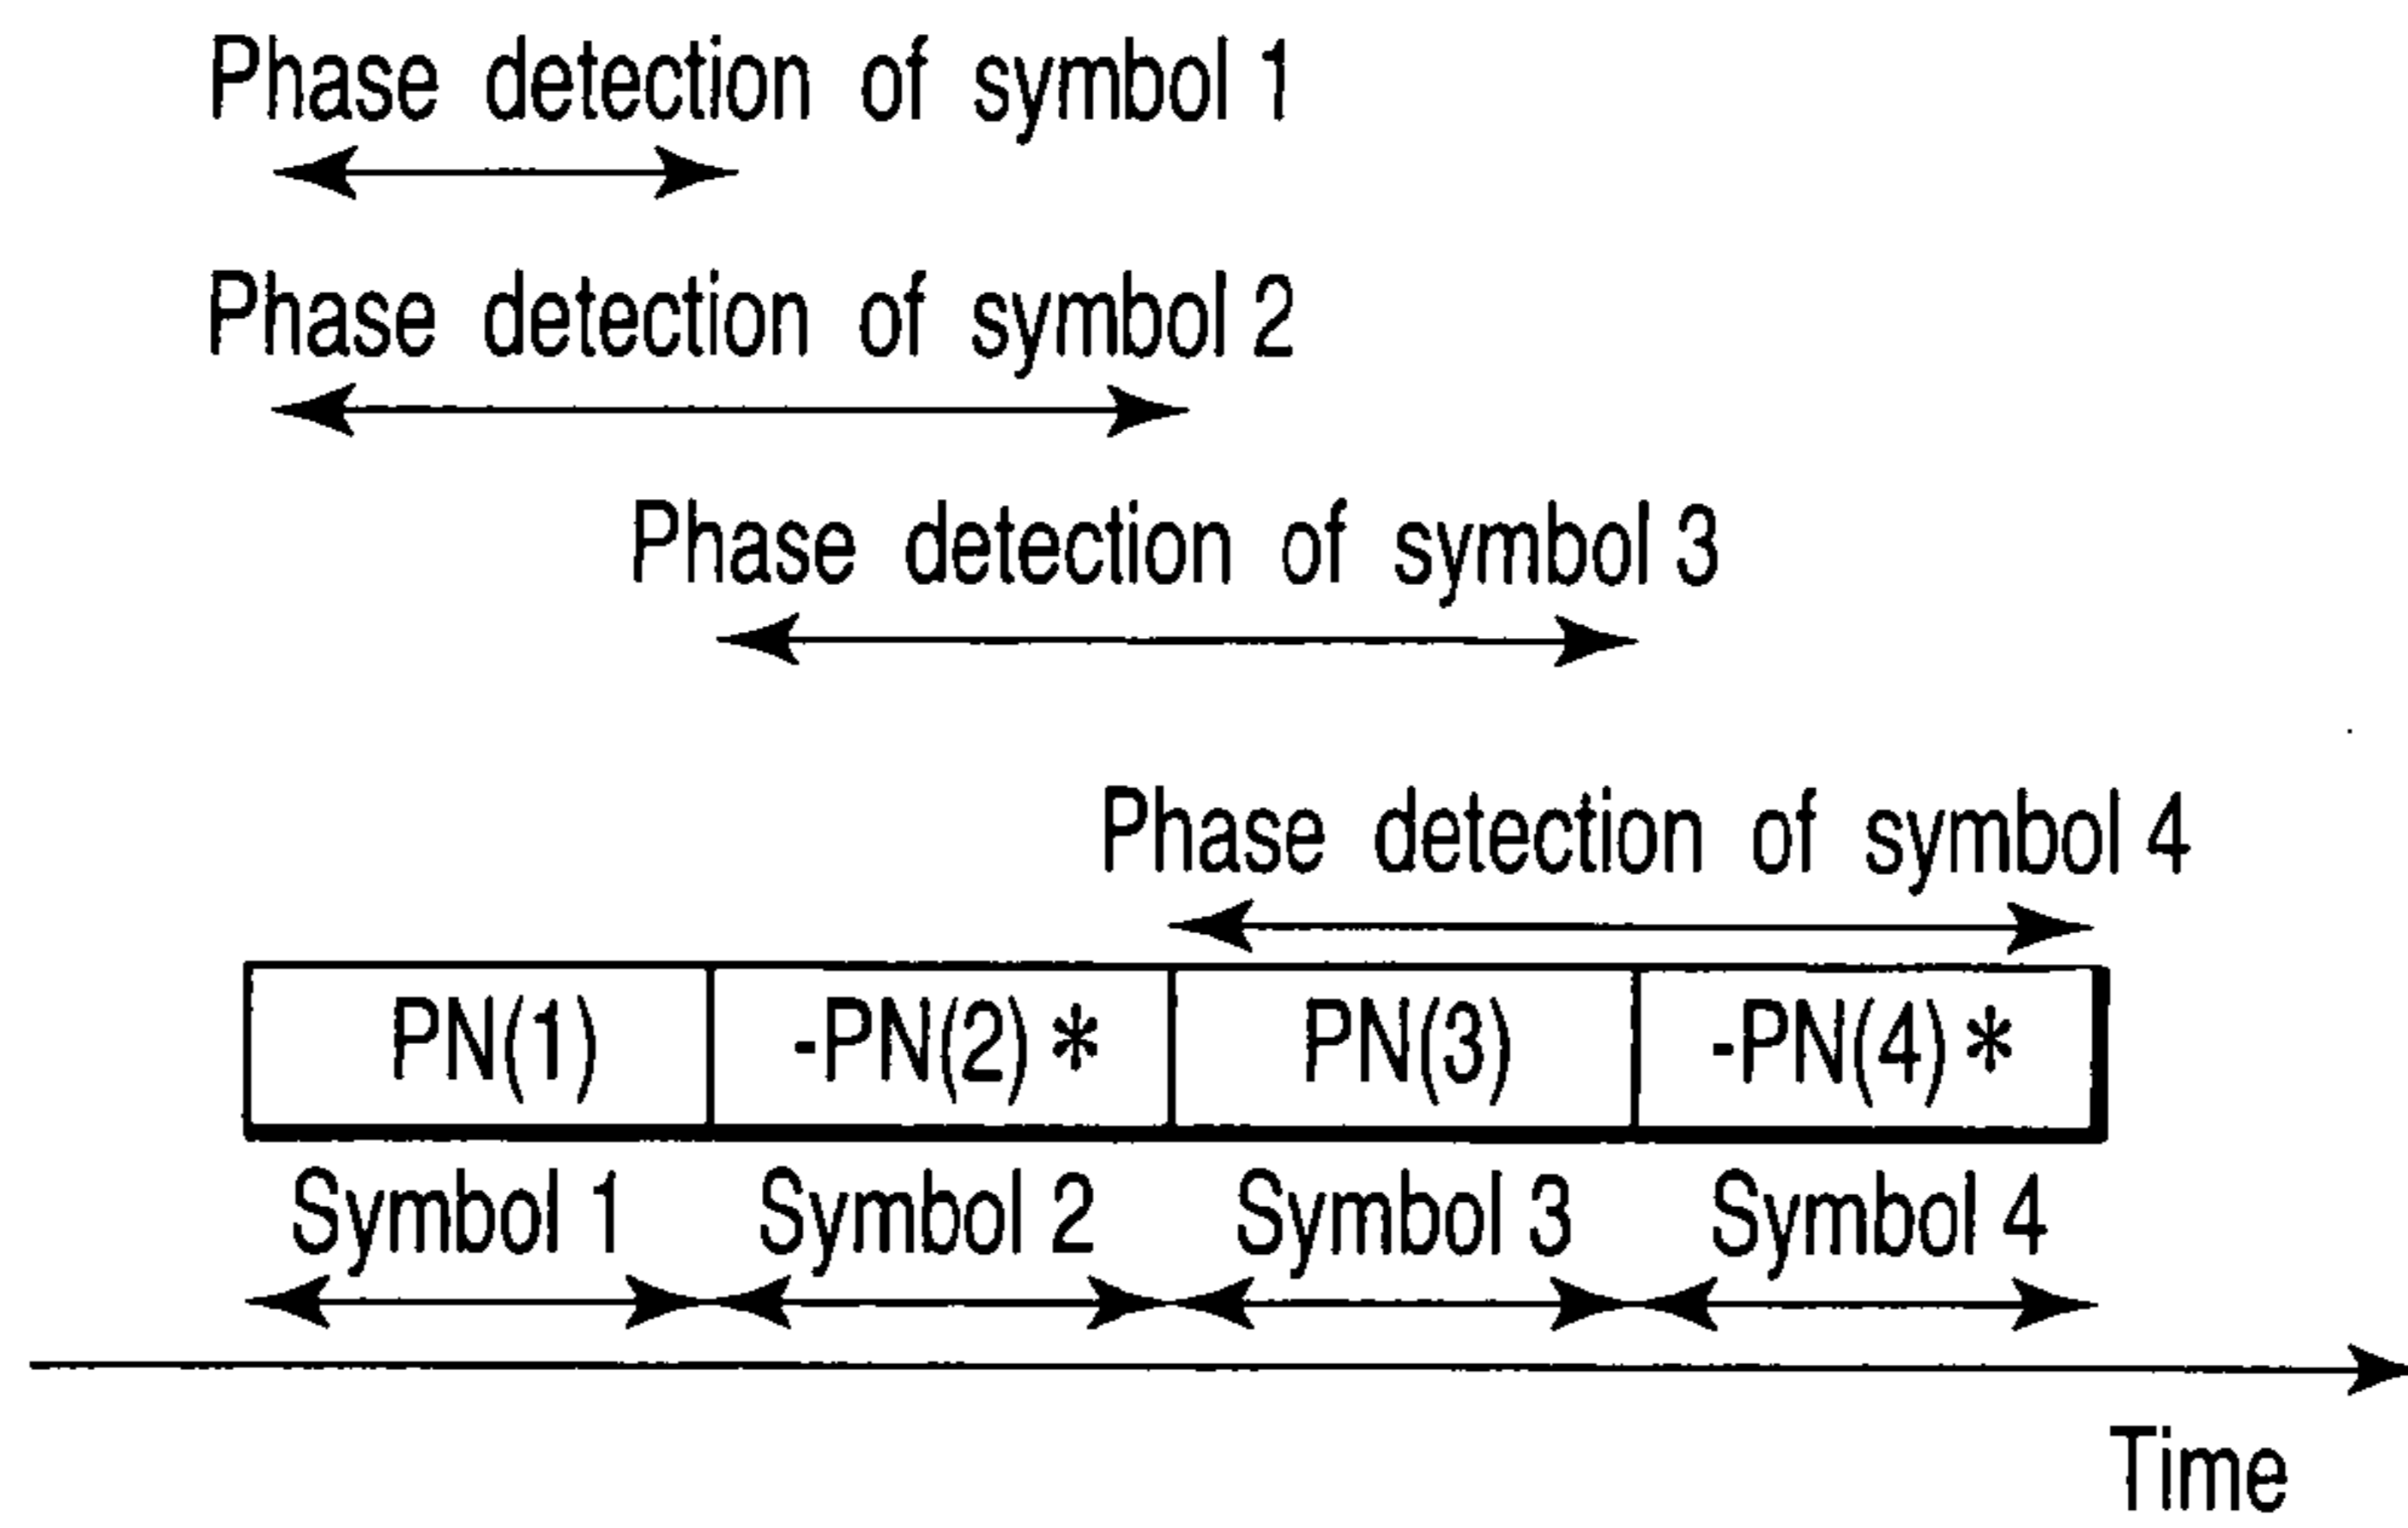 Phase detection of symbol 1
Phase detection of symbol 2
Phase detection of symbol 3
Phase detection of symbol 4
PN(1) -PN(2)* PN(3) -PN(4)*
Symbol 1 Symbol 2 Symbol 3 Symbol 4
Time